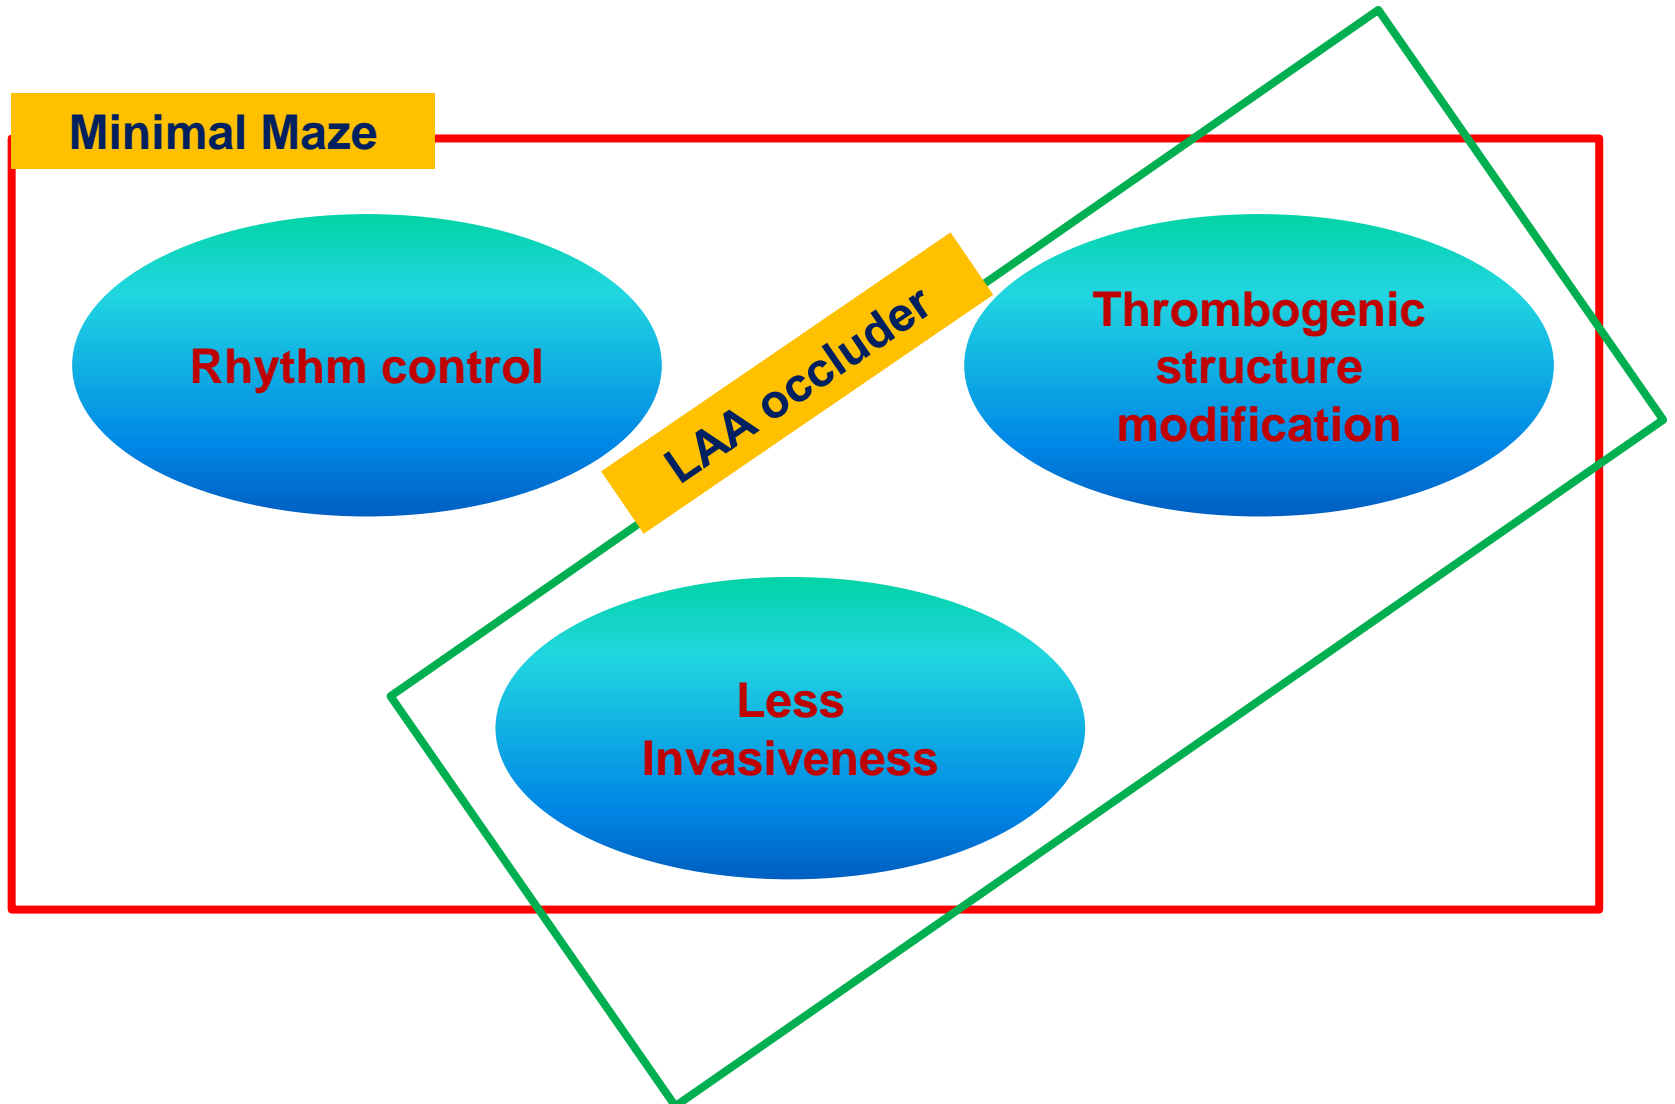 Minimal Maze
Rhythm control
LAA occluder
Thrombogenic
structure
modification
Less
Invasiveness